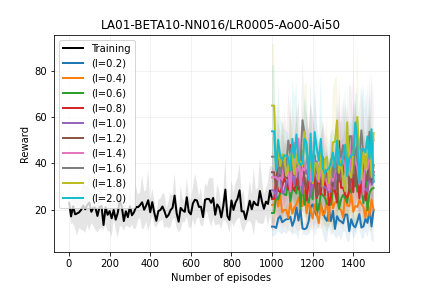 LA01-BETA10-NN016/LR0005-Ao00-Ai50
Training
(l=0.2)
(l=0.4)
(l=0.6)
(l=0.8)
(l=1.0)
(l=1.2)
(l=1.4)
(l=1.6)
(l=1.8)
(l=2.0)
Reward
80
60
40
20
0 200 400 600 800 1000 1200 1400
Number of episodes